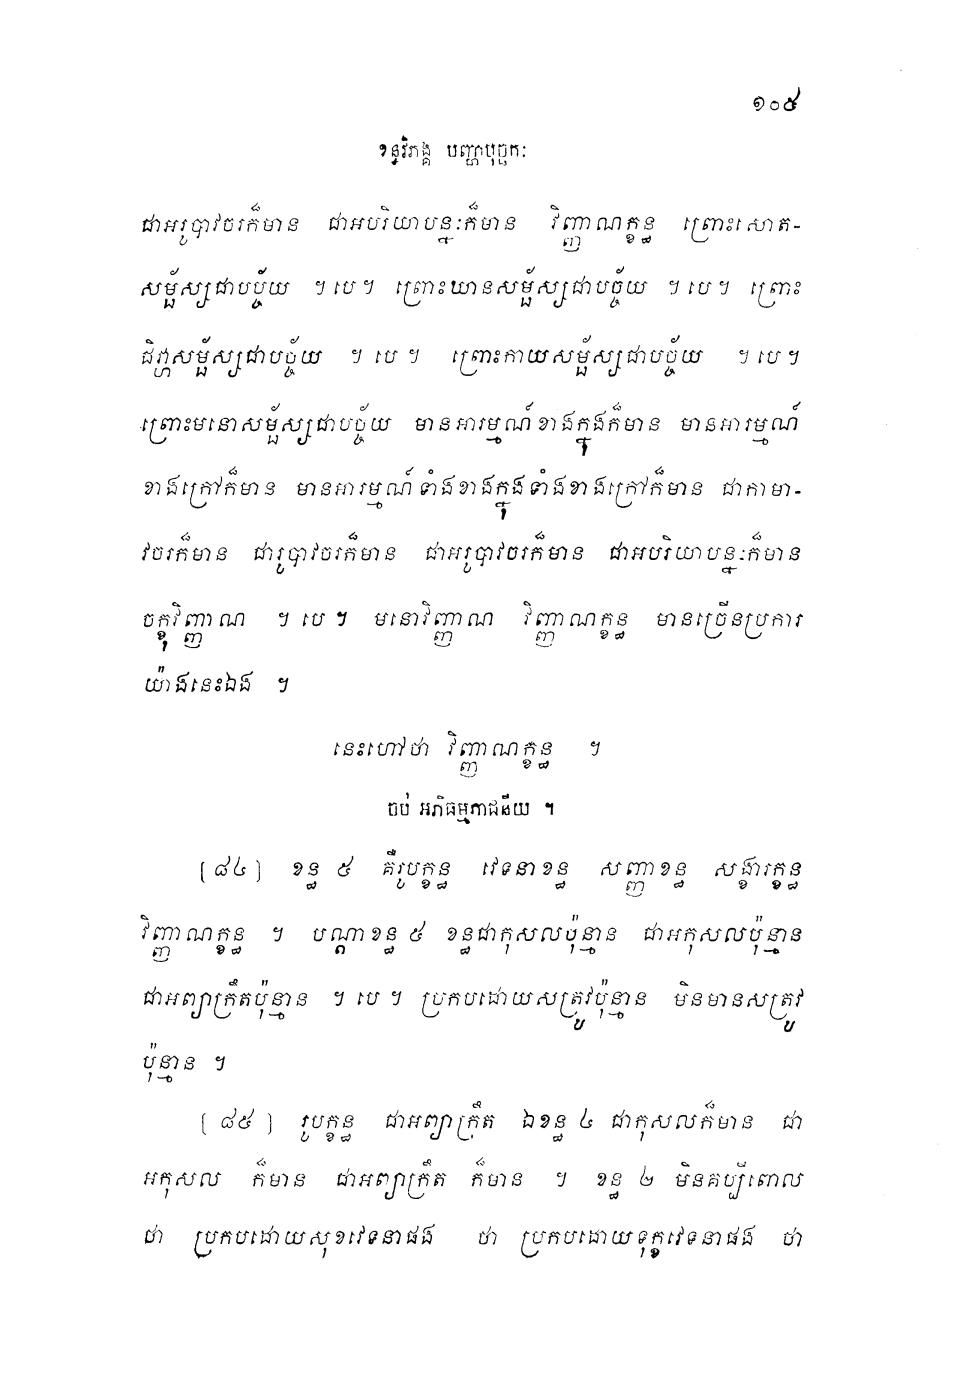 ១០៥
ខន្ធវិភង្គ បញ្ហាបុច្ឆកៈ
ជាអរូបាវចរក៏មាន ជាអបរិយាបន្នៈក៏មាន វិញ្ញាណក្ខន្ធ ព្រោះសោត-
សម្ផ័ស្សជាបច្ច័យ ។ បេ ។ ព្រោះឃានសម្ផ័ស្សជាបច្ច័យ ។ បេ ។ ព្រោះ
ជិវ្ហាសម្ផ័ស្សជាបច្ច័យ ។ បេ ។ ព្រោះកាយសម្ផ័ស្សជាបច្ច័យ ។ បេ ។
ព្រោះមនោសម្ផ័ស្សជាបច្ច័យ មានអារម្មណ៍ខាងក្នុងក៏មាន មានអារម្មណ៍
ខាងក្រៅក៏មាន មានអារម្មណ៍ទាំងខាងក្នុងទាំងខាងក្រៅក៏មាន ជាកាមា-
វចរក៏មាន ជារូបាវចរក៏មាន ជាអរូបាវចរក៏មាន ជាអបរិយាបន្នៈក៏មាន
ចក្ខុវិញ្ញាណ ។ បេ ។ មនោវិញ្ញាណ វិញ្ញាណក្ខន្ធ មានច្រើនប្រការ
យ៉ាងនេះឯង ។
នេះហៅថា វិញ្ញាណក្ខន្ធ ។
ចប់ អភិធម្មភាជនីយ ។
[៨៤] ខន្ធ ៥ គឺរូបក្ខន្ធ វេទនាខន្ធ សញ្ញាខន្ធ សង្ខារក្ខន្ធ
វិញ្ញាណក្ខន្ធ ។ បណ្តាខន្ធ ៥ ខន្ធជាកុសលប៉ុន្មាន ជាអកុសលប៉ុន្មាន
ជាអព្យាក្រឹតប៉ុន្មាន ។ បេ ។ ប្រកបដោយសត្រូវប៉ុន្មាន មិនមានសត្រូវ
ប៉ុន្មាន ។
[៨៥] រូបក្ខន្ធ ជាអព្យាក្រឹត ឯខន្ធ ៤ ជាកុសលក៏មាន ជា
អកុសល ក៏មាន ជាអព្យាក្រឹត ក៏មាន ។ ខន្ធ ២ មិនគប្បីពោល
ថា ប្រកបដោយសុខវេទនាផង ថា ប្រកបដោយទុក្ខវេទនាផង ថា